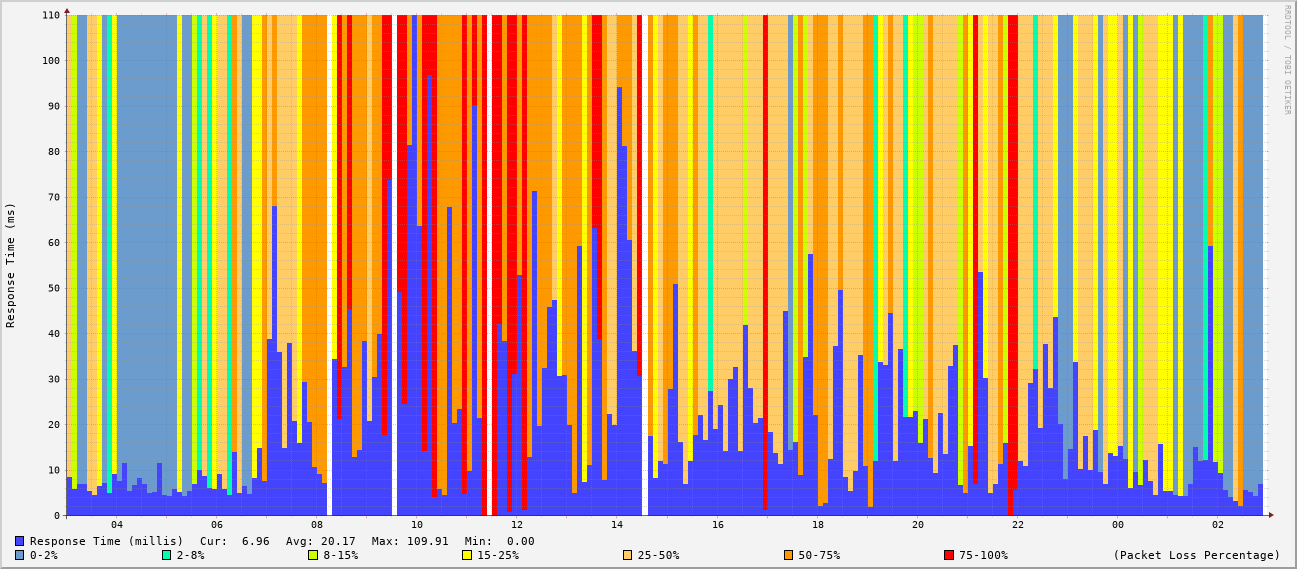 RRDTOOL / TOBI OETIKER
Response Time (ms)
110
100
90
80
70
60
50
40
30
20
10
0
04 06 08 10 12 14 16 18 20 22 00 02
Response Time (millis) Cur: 6.96 Avg: 20.17 Max: 109.91 Min: 0.00
0-2% 2-8% 8-15% 15-25% 25-50% 50-75% 75-100% (Packet Loss Percentage)